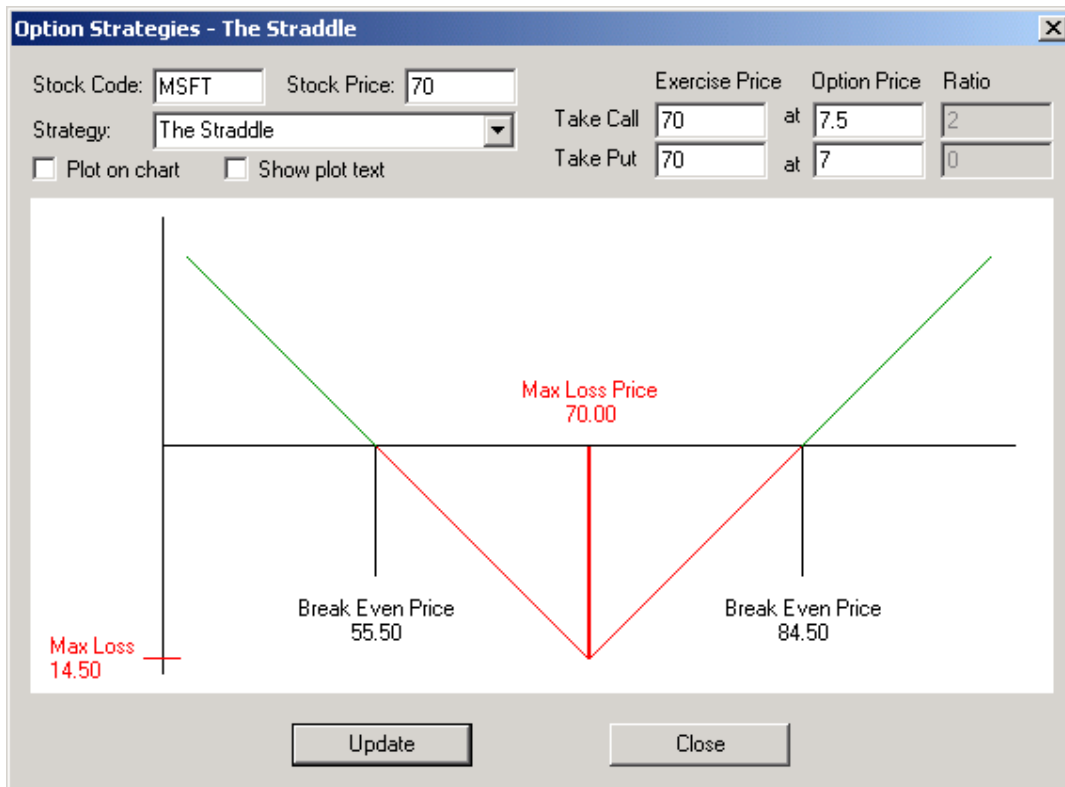 Option Strategies - The Straddle
Stock Code: MSFT Stock Price: 70
Exercise Price Option Price Ratio
Strategy: The Straddle
Take Call 70 at 7.5 2
Take Put 70 at 7 0
Plot on chart Show plot text
Max Loss Price
70.00
Break Even Price
55.50
Break Even Price
84.50
Max Loss
14.50
Update Close